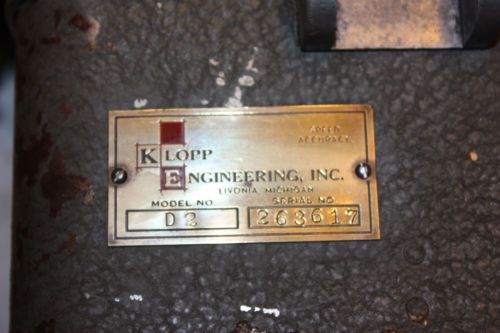 SPEED
ACCURACY
KLOPP
ENGINEERING, INC.
LIVONIA MICHIGAN
MODEL NO. SERIAL NO
D2 263617